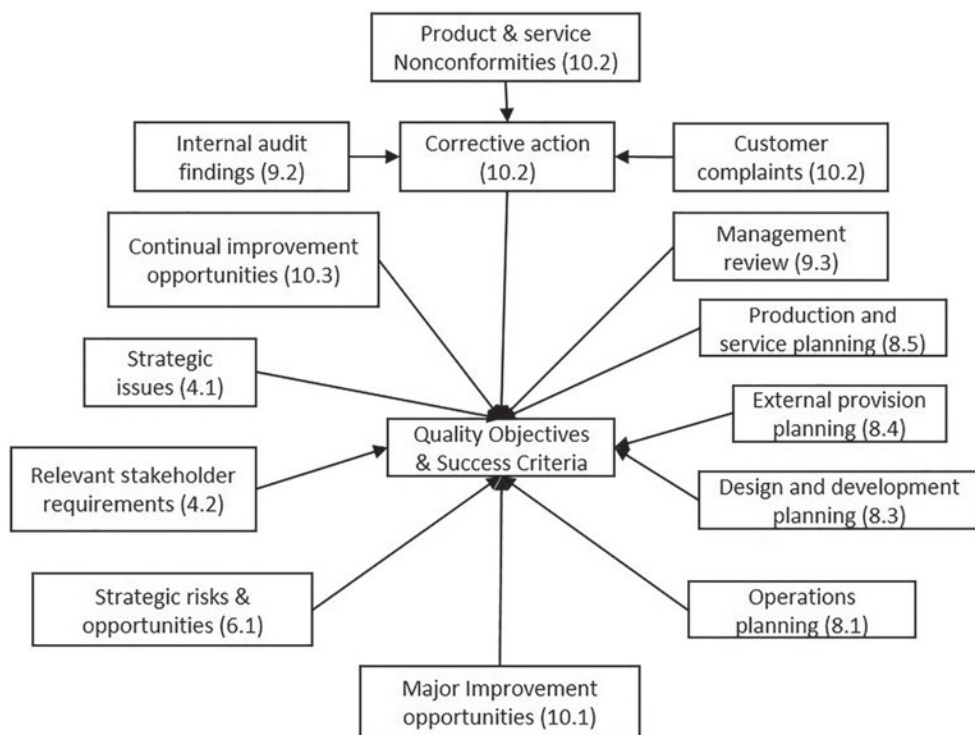 Product & service
Nonconformities (10.2)
Internal audit
findings (9.2)
Corrective action
(10.2)
Customer
complaints (10.2)
Continual improvement
opportunities (10.3)
Management
review (9.3)
Production and
service planning (8.5)
Strategic
issues (4.1)
External provision
planning (8.4)
Quality Objectives
& Success Criteria
Relevant stakeholder
requirements (4.2)
Design and development
planning (8.3)
Strategic risks &
opportunities (6.1)
Operations
planning (8.1)
Major Improvement
opportunities (10.1)